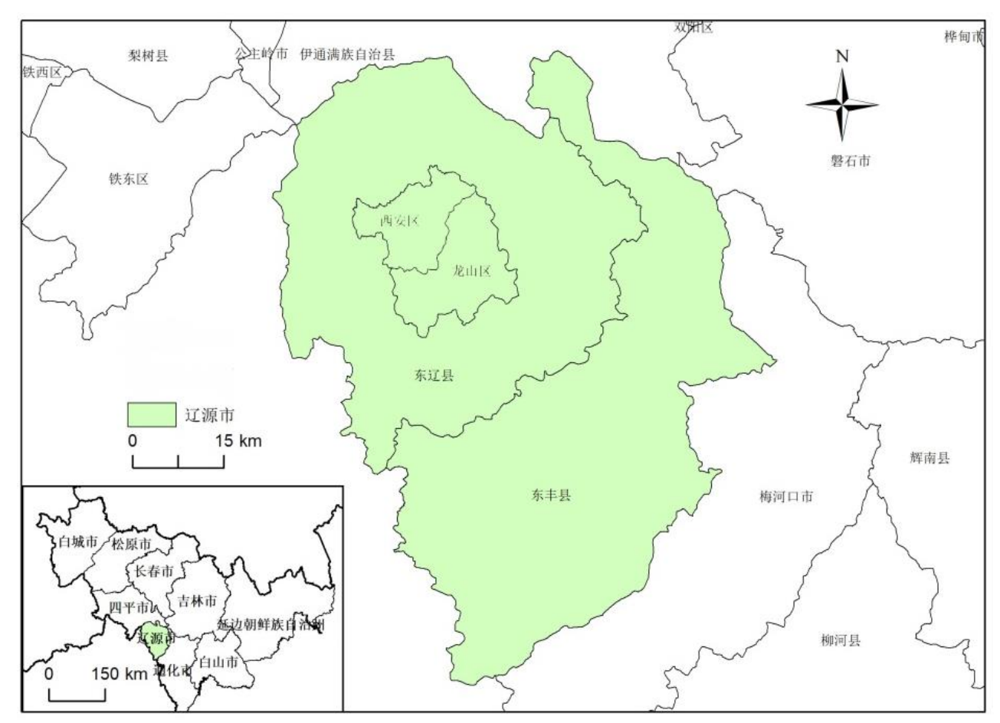 双阳区
桦甸市
梨树县
公主岭市
伊通满族自治县
铁西区
N
磐石市
铁东区
西安区
龙山区
东辽县
辽源市
0 15 km
辉南县
东丰县
梅河口市
白城市
松原市
长春市
吉林市
四平市
延边朝鲜族自治州
辽源市
柳河县
白山市
通化市
0 150 km